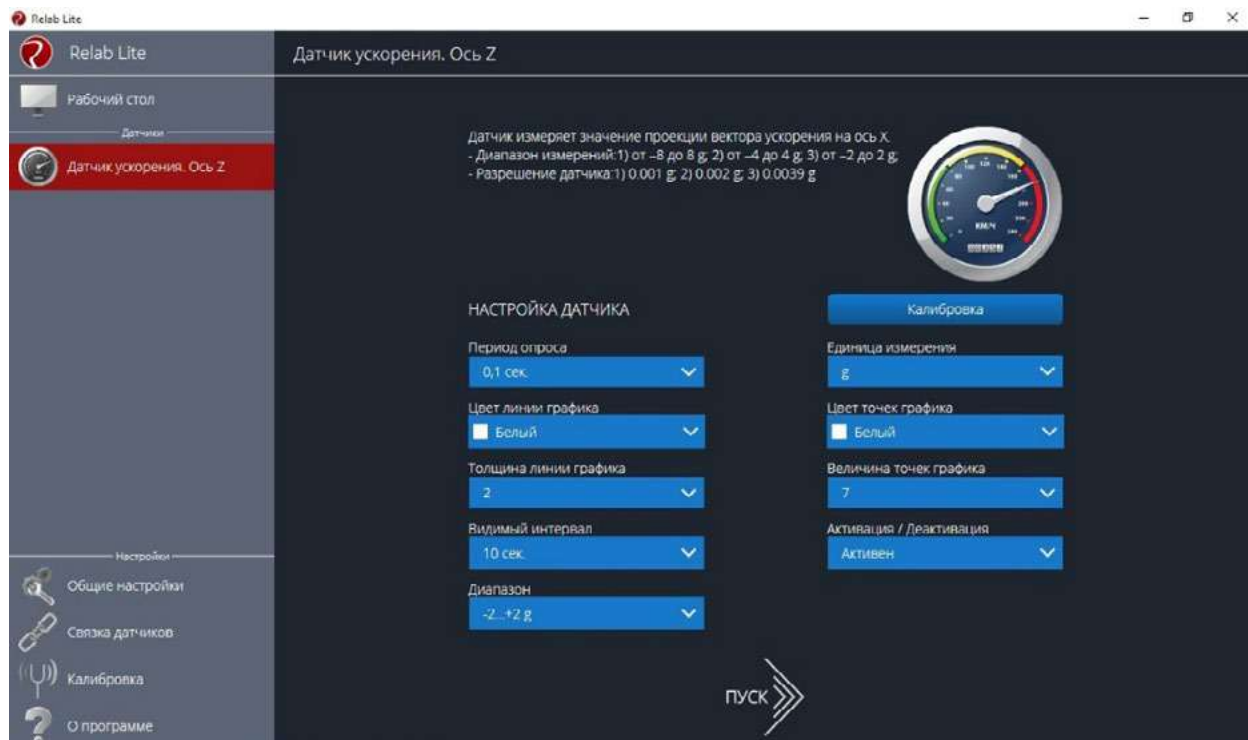 Relab Lite
Relab Lite
Датчик ускорения. Ось Z
Рабочий стол
Датчики
Датчик ускорения. Ось Z
Датчик измеряет значение проекции вектора ускорения на ось X.
- Диапазон измерений:1) от –8 до 8 g; 2) от –4 до 4 g; 3) от –2 до 2 g;
- Разрешение датчика:1) 0.001 g; 2) 0.002 g; 3) 0.0039 g
КМ/Ч
НАСТРОЙКА ДАТЧИКА
Калибровка
Период опроса
Единица измерения
0,1 сек.
g
Цвет линии графика
Цвет точек графика
Белый
Белый
Толщина линии графика
Величина точек графика
2
7
Видимый интервал
Активация / Деактивация
10 сек.
Активен
Диапазон
-2...+2 g
Настройки
Общие настройки
Связка датчиков
Калибровка
О программе
ПУСК